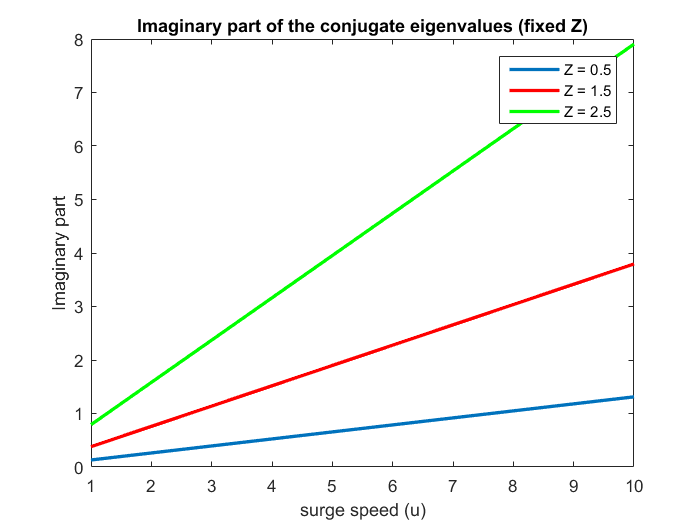 Imaginary part of the conjugate eigenvalues (fixed Z)
Z = 0.5
Z = 1.5
Z = 2.5
Imaginary part
8
7
6
5
4
3
2
1
0
1 2 3 4 5 6 7 8 9 10
surge speed (u)